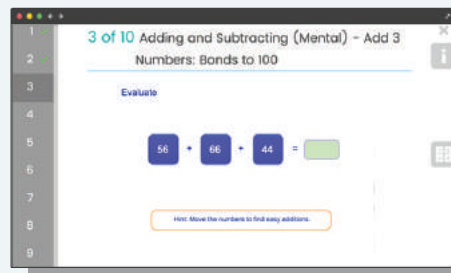 3 of 10 Adding and Subtracting (Mental) - Add 3
Numbers: Bonds to 100
1
2
3
4
5
6
7
8
9
Evaluate
56 + 66 + 44 =
Hint: Move the numbers to find easy additions.
i